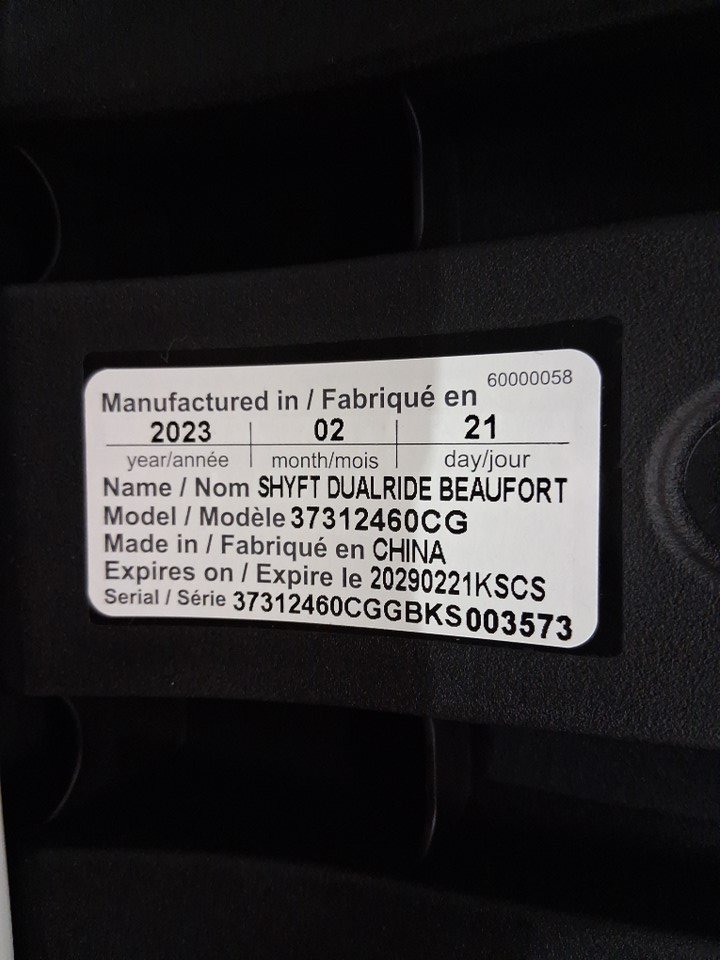 60000058
Manufactured in / Fabriqué en
2023 | 02 | 21
year/année | month/mois | day/jour
Name / Nom SHYFT DUALRIDE BEAUFORT
Model / Modèle 37312460CG
Made in / Fabriqué en CHINA
Expires on / Expire le 20290221KSCS
Serial / Série 37312460CGGBKS003573